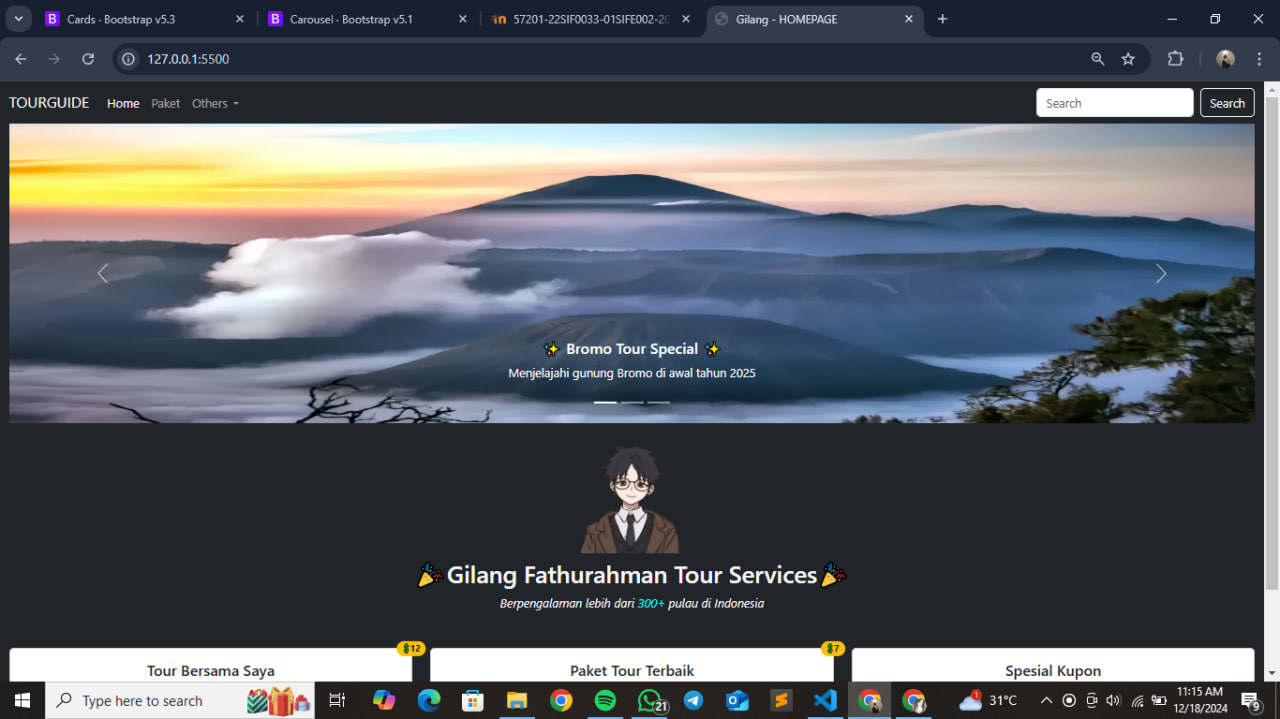 Cards · Bootstrap v5.3
Carousel · Bootstrap v5.1
57201-22SIF0033-01SIFE002-20
Gilang - HOMEPAGE
127.0.0.1:5500
TOURGUIDE
Home
Paket
Others
Search
Search
Bromo Tour Special
Menjelajahi gunung Bromo di awal tahun 2025
Gilang Fathurahman Tour Services
Berpengalaman lebih dari 300+ pulau di Indonesia
12
7
Tour Bersama Saya
Paket Tour Terbaik
Spesial Kupon
Type here to search
21
1
31°C
11:15 AM
12/18/2024
9